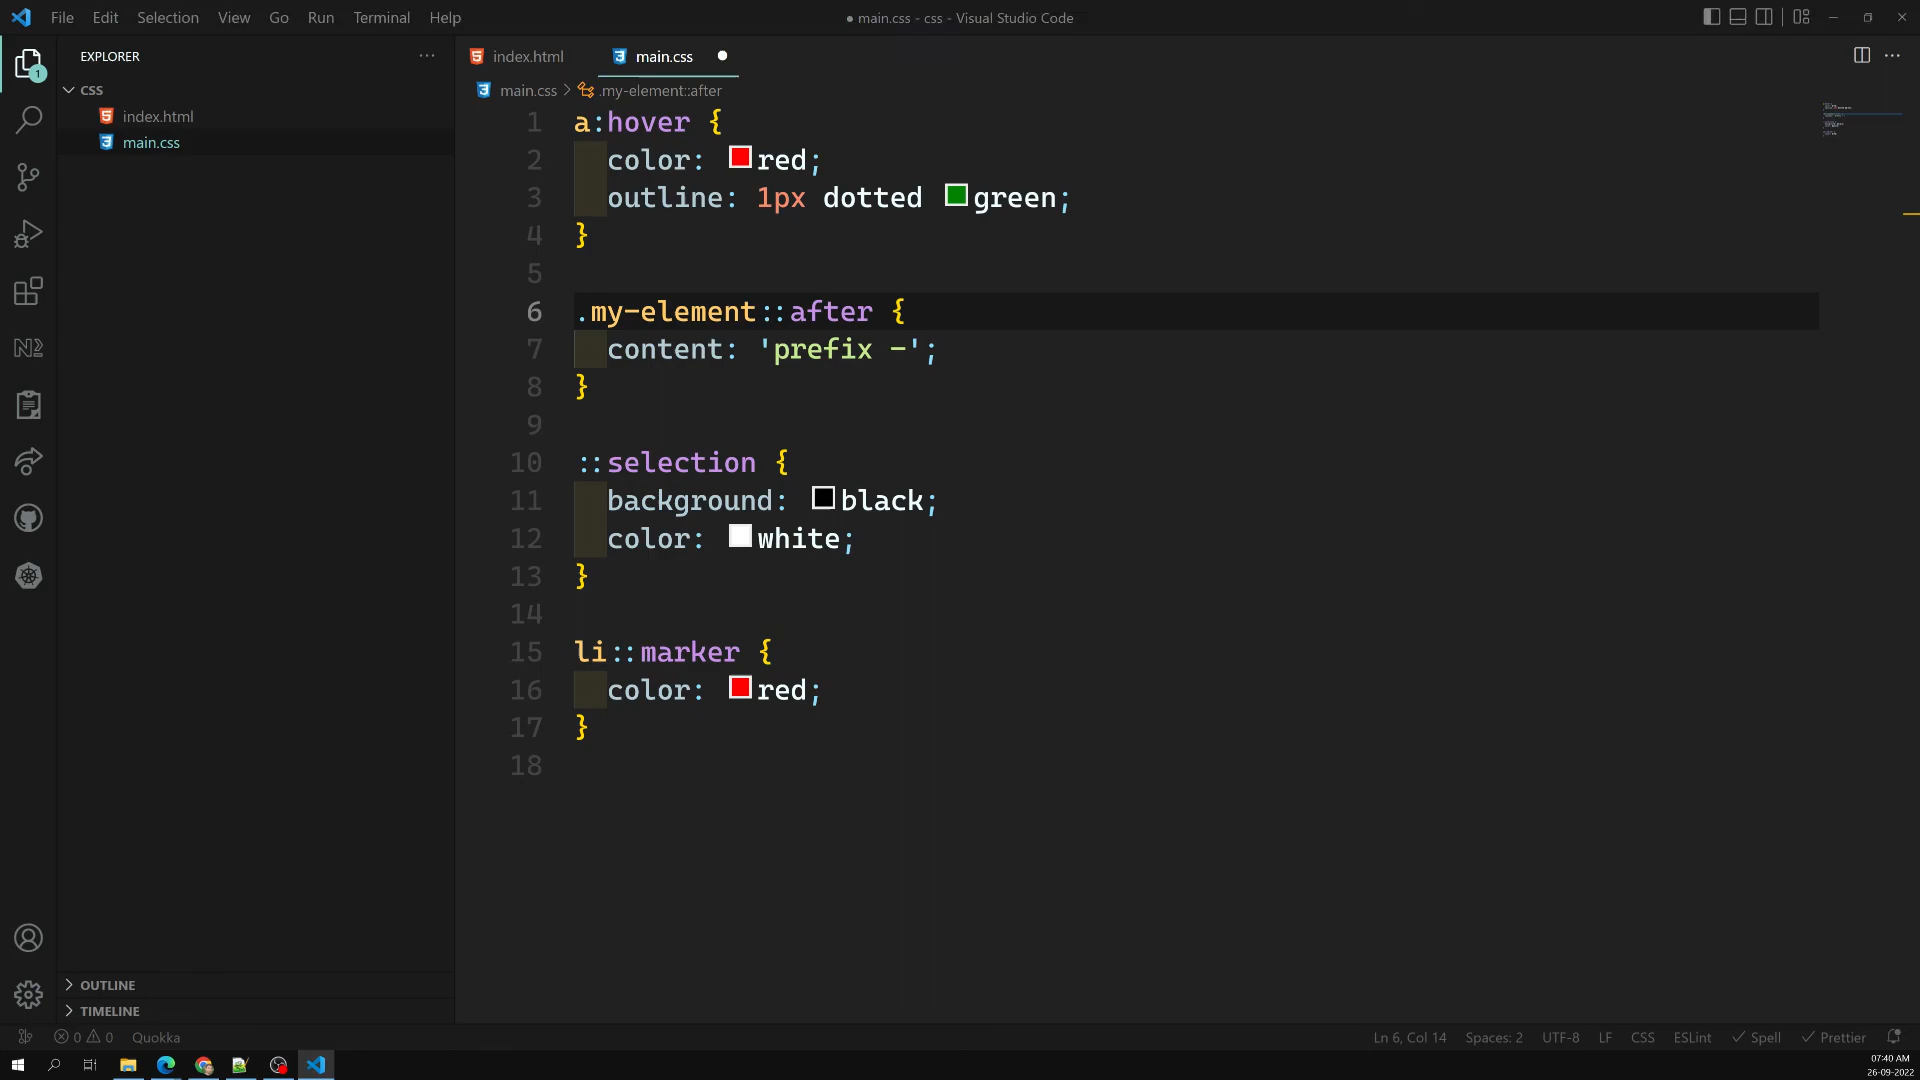 File Edit Selection View Go Run Terminal Help
● main.css - css - Visual Studio Code
EXPLORER
CSS
index.html
main.css
1
index.html
main.css
main.css > .my-element::after
1 a:hover {
2 color: red;
3 outline: 1px dotted green;
4 }
5
6 .my-element::after {
7 content: 'prefix -';
8 }
9
10 ::selection {
11 background: black;
12 color: white;
13 }
14
15 li::marker {
16 color: red;
17 }
18
OUTLINE
TIMELINE
0 0 Quokka
Ln 6, Col 14 Spaces: 2 UTF-8 LF CSS ESLint Spell Prettier
07:40 AM
26-09-2022